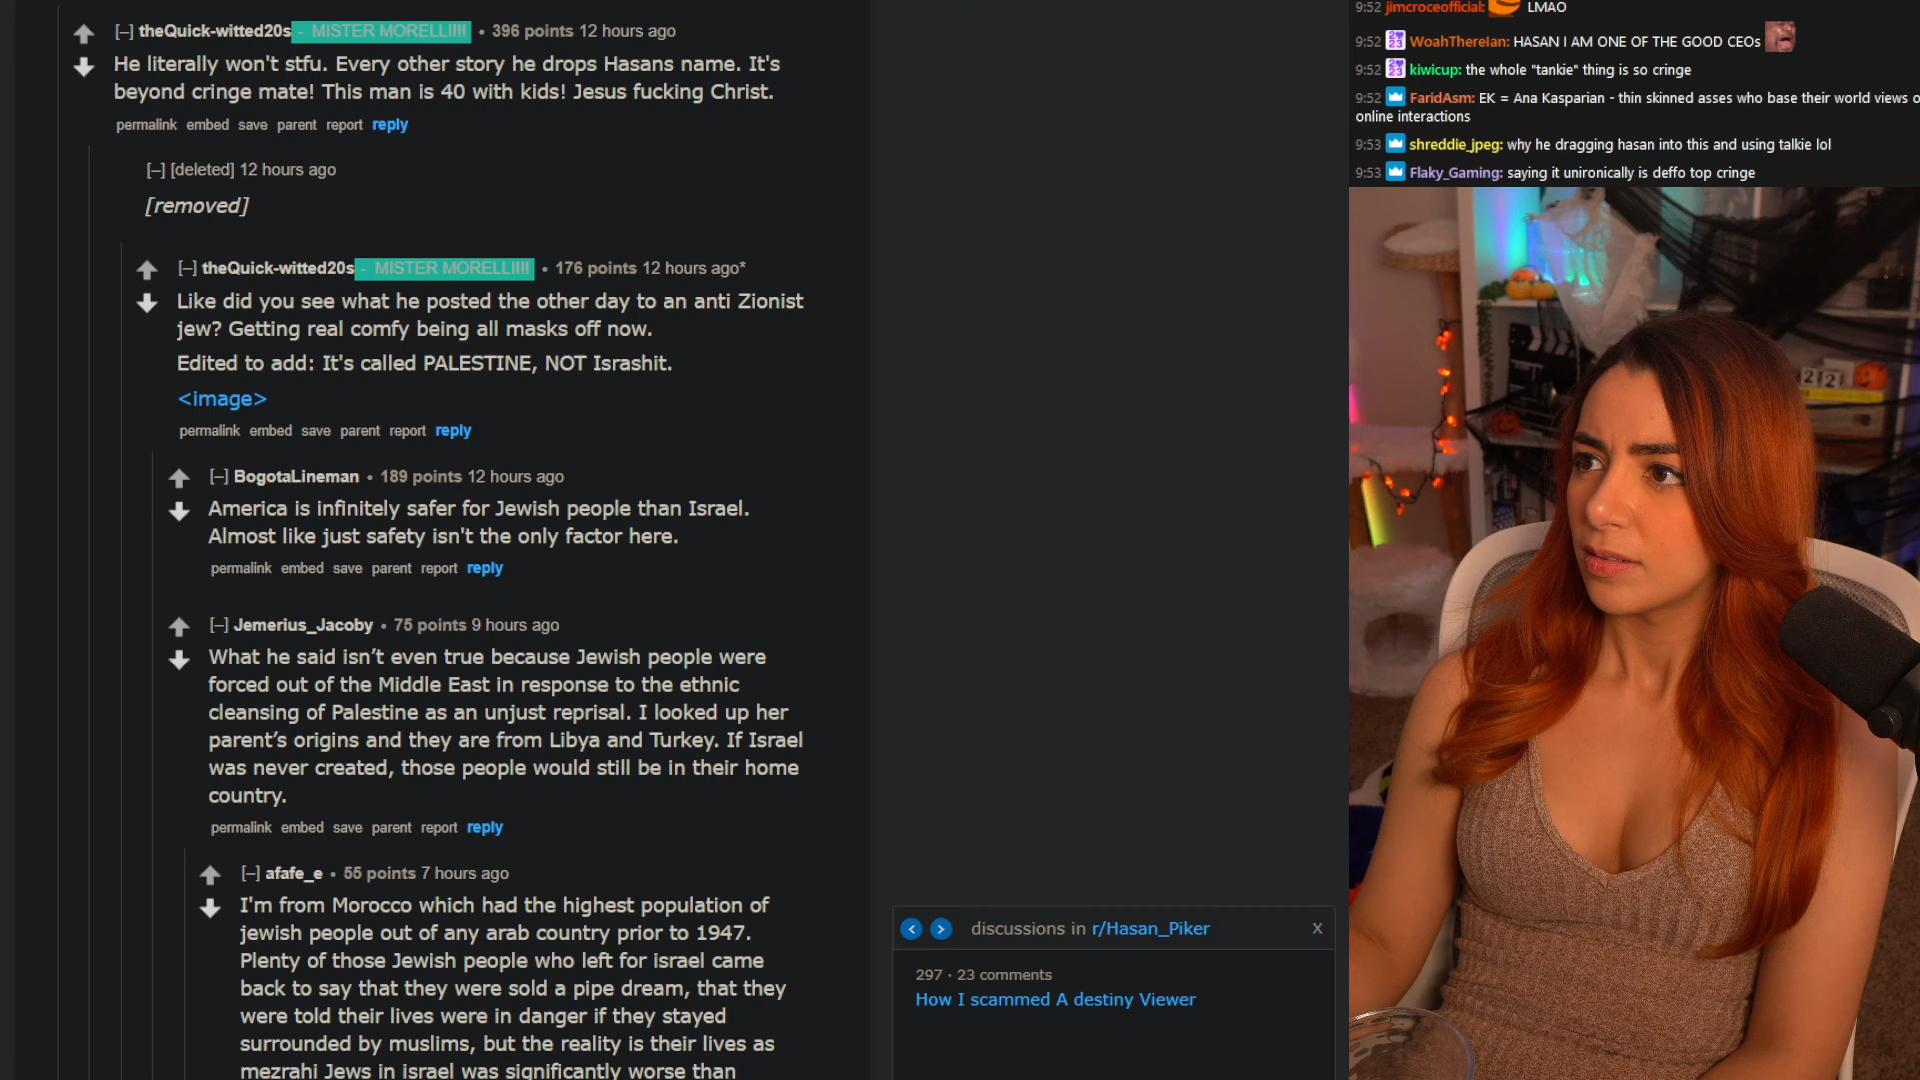 [–] theQuick-witted20s - MISTER MORELLIIII • 396 points 12 hours ago
He literally won't stfu. Every other story he drops Hasans name. It's
beyond cringe mate! This man is 40 with kids! Jesus fucking Christ.
permalink embed save parent report reply
[–] [deleted] 12 hours ago
[removed]
[–] theQuick-witted20s - MISTER MORELLIIII • 176 points 12 hours ago*
Like did you see what he posted the other day to an anti Zionist
jew? Getting real comfy being all masks off now.
Edited to add: It's called PALESTINE, NOT Israshit.
<image>
permalink embed save parent report reply
[–] BogotaLineman • 189 points 12 hours ago
America is infinitely safer for Jewish people than Israel.
Almost like just safety isn't the only factor here.
permalink embed save parent report reply
[–] Jemerius_Jacoby • 75 points 9 hours ago
What he said isn’t even true because Jewish people were
forced out of the Middle East in response to the ethnic
cleansing of Palestine as an unjust reprisal. I looked up her
parent’s origins and they are from Libya and Turkey. If Israel
was never created, those people would still be in their home
country.
permalink embed save parent report reply
[–] afafe_e • 55 points 7 hours ago
I'm from Morocco which had the highest population of
jewish people out of any arab country prior to 1947.
Plenty of those Jewish people who left for israel came
back to say that they were sold a pipe dream, that they
were told their lives were in danger if they stayed
surrounded by muslims, but the reality is their lives as
mezrahi Jews in israel was significantly worse than
discussions in r/Hasan_Piker X
297 · 23 comments
How I scammed A destiny Viewer
9:52 jimcroceofficial: LMAO
9:52 WoahThereIan: HASAN I AM ONE OF THE GOOD CEOs
9:52 kiwicup: the whole "tankie" thing is so cringe
9:52 FaridAsm: EK = Ana Kasparian - thin skinned asses who base their world views o
online interactions
9:53 shreddie_jpeg: why he dragging hasan into this and using talkie lol
9:53 Flaky_Gaming: saying it unironically is deffo top cringe